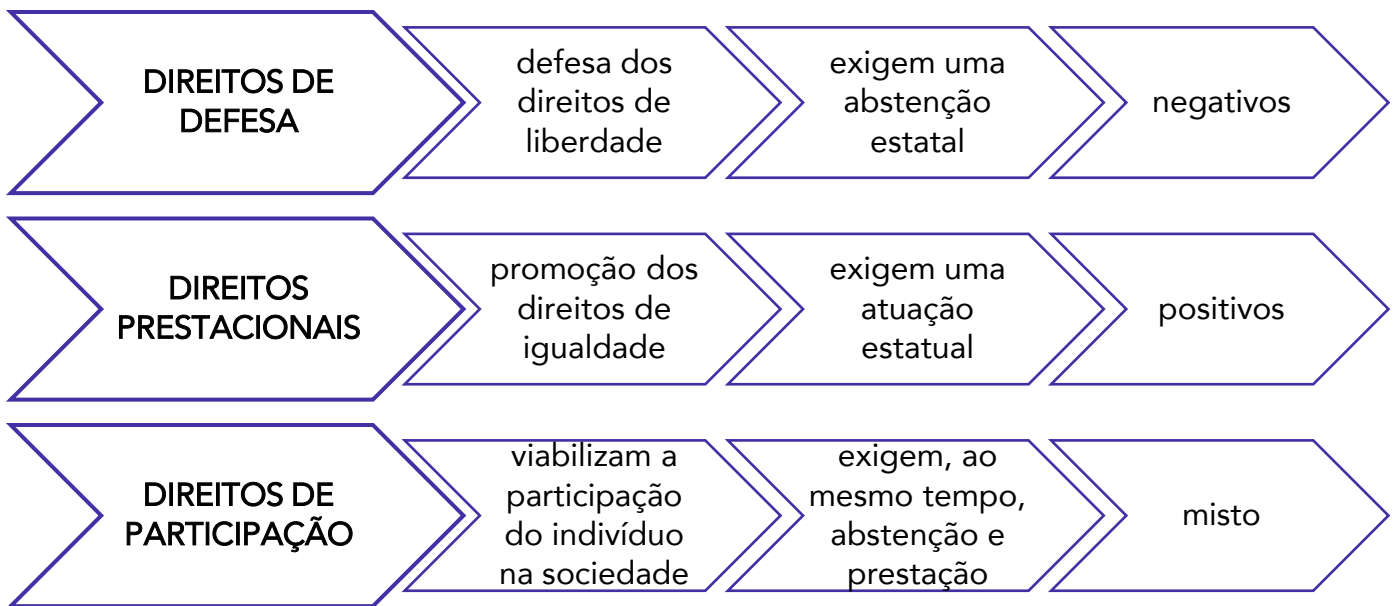 DIREITOS DE
DEFESA
defesa dos
direitos de
liberdade
exigem uma
abstenção
estatal
negativos
DIREITOS
PRESTACIONAIS
promoção dos
direitos de
igualdade
exigem uma
atuação
estatual
positivos
DIREITOS DE
PARTICIPAÇÃO
viabilizam a
participação
do indivíduo
na sociedade
exigem, ao
mesmo tempo,
abstenção e
prestação
misto